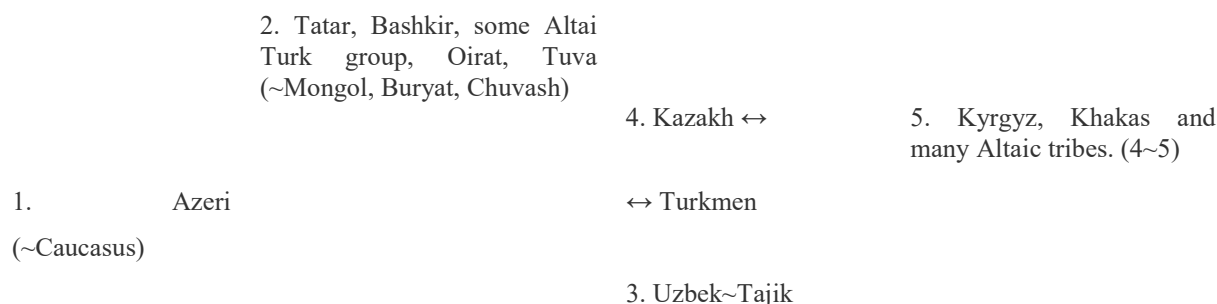 2. Tatar, Bashkir, some Altai
Turk group, Oirat, Tuva
(~Mongol, Buryat, Chuvash)
4. Kazakh ↔
5. Kyrgyz, Khakas and
many Altaic tribes. (4~5)
1. Azeri
↔ Turkmen
(~Caucasus)
3. Uzbek~Tajik